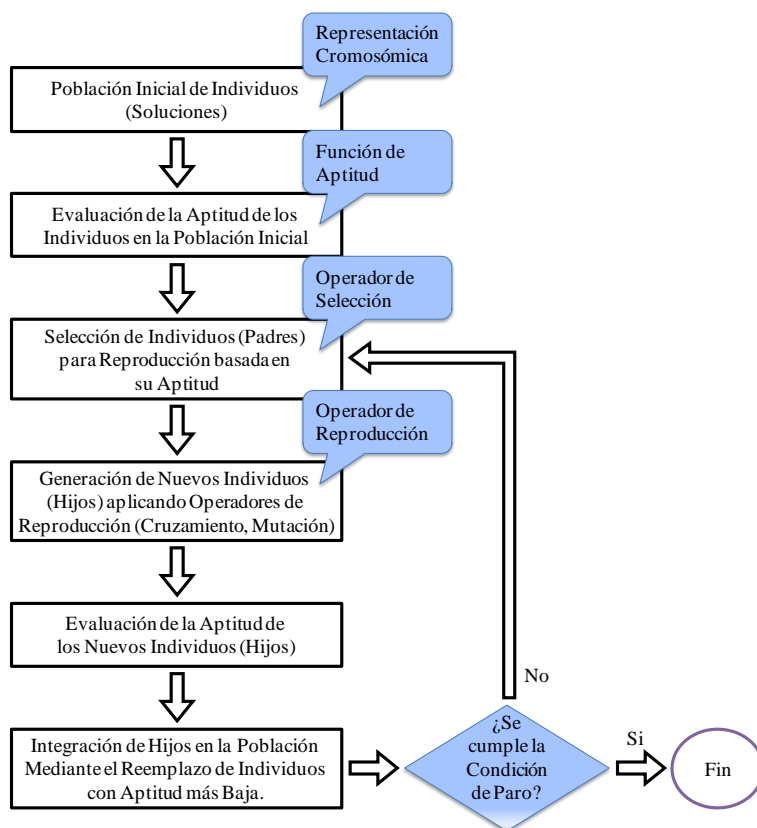 Representación
Cromosómica
Población Inicial de Individuos
(Soluciones)
Función de
Aptitud
Evaluación de la Aptitud de los
Individuos en la Población Inicial
Operador de
Selección
Selección de Individuos (Padres)
para Reproducción basada en
su Aptitud
Operador de
Reproducción
Generación de Nuevos Individuos
(Hijos) aplicando Operadores de
Reproducción (Cruzamiento, Mutación)
Evaluación de la Aptitud de
los Nuevos Individuos (Hijos)
Integración de Hijos en la Población
Mediante el Reemplazo de Individuos
con Aptitud más Baja.
¿Se
cumple la
Condición
de Paro?
No
Si
Fin